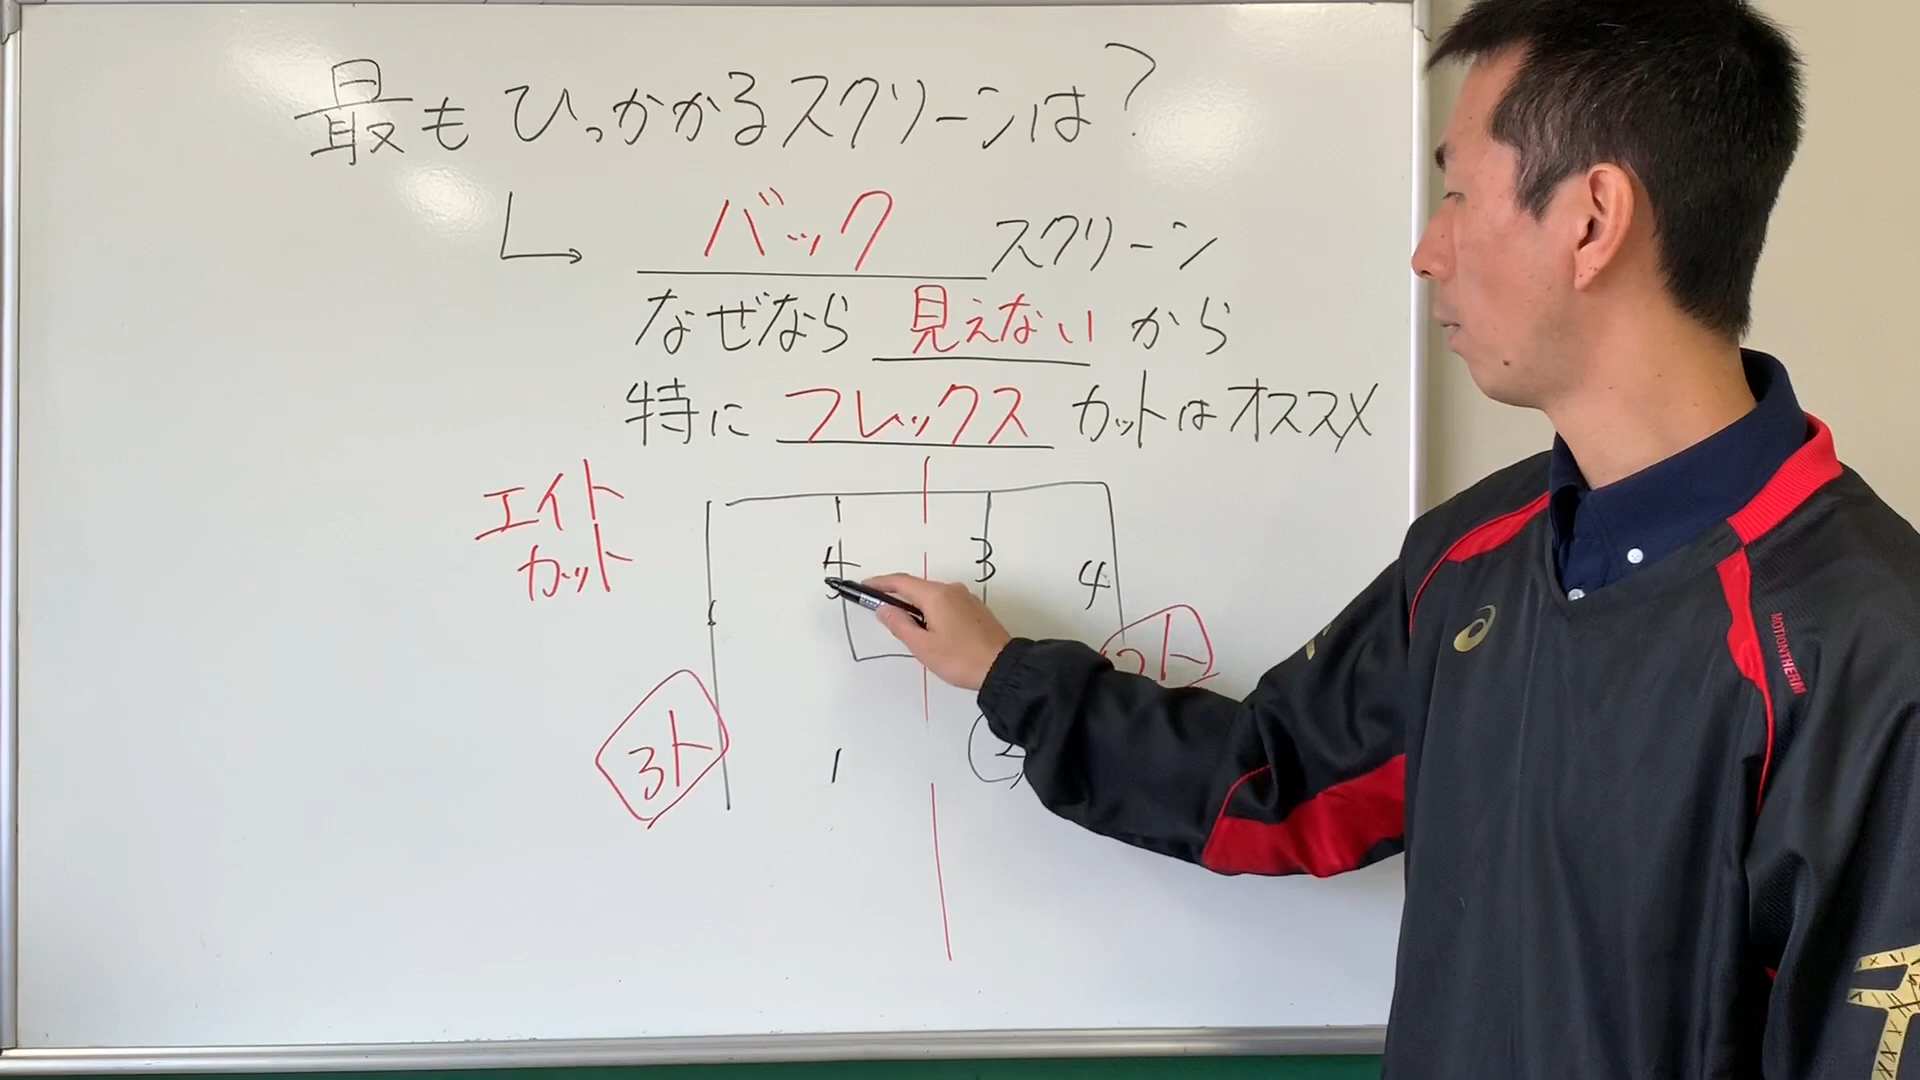 最もひっかかるスクリーンは?
バックスクリーン
なぜなら 見えない から
特に フレックス カットはオススメ
エイト
カット
4
3
4
3ト
1
2
MOTIONTHERM